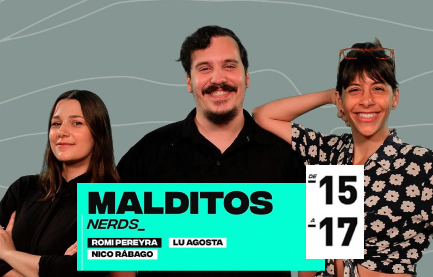 MALDITOS
NERDS_
ROMI PEREYRA LU AGOSTA
NICO RÁBAGO
DE 15
A 17